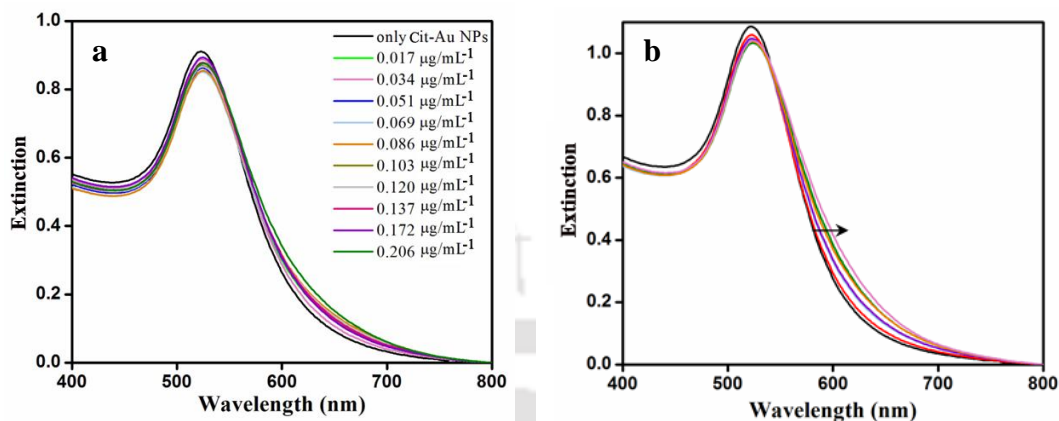 a
1.0
0.8
0.6
0.4
0.2
0.0
Extinction
400 500 600 700 800
Wavelength (nm)
only Cit-Au NPs
0.017 µg/mL-1
0.034 µg/mL-1
0.051 µg/mL-1
0.069 µg/mL-1
0.086 µg/mL-1
0.103 µg/mL-1
0.120 µg/mL-1
0.137 µg/mL-1
0.172 µg/mL-1
0.206 µg/mL-1
b
1.0
0.8
0.6
0.4
0.2
0.0
Extinction
400 500 600 700 800
Wavelength (nm)